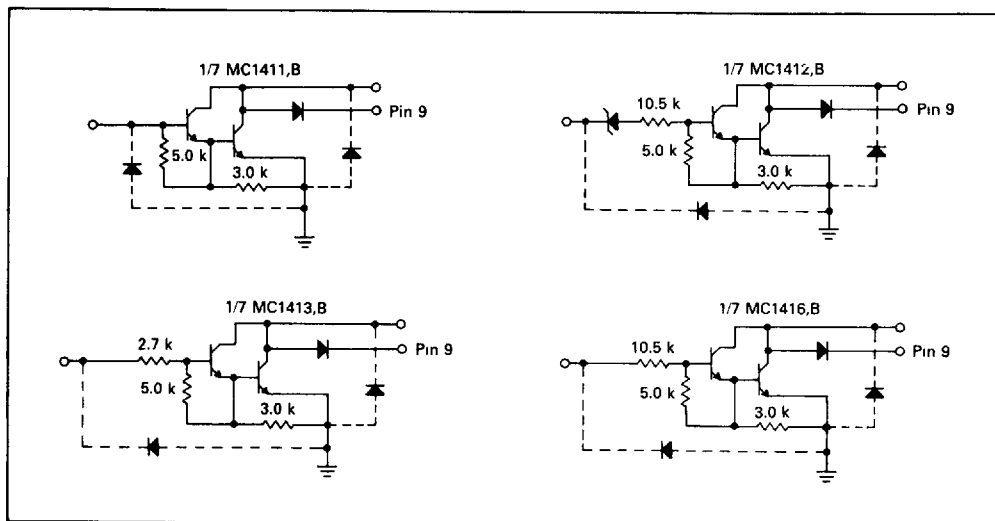 1/7 MC1411,B
Pin 9
5.0 k
3.0 k
1/7 MC1412,B
10.5 k
Pin 9
5.0 k
3.0 k
1/7 MC1413,B
2.7 k
Pin 9
5.0 k
3.0 k
1/7 MC1416,B
10.5 k
Pin 9
5.0 k
3.0 k